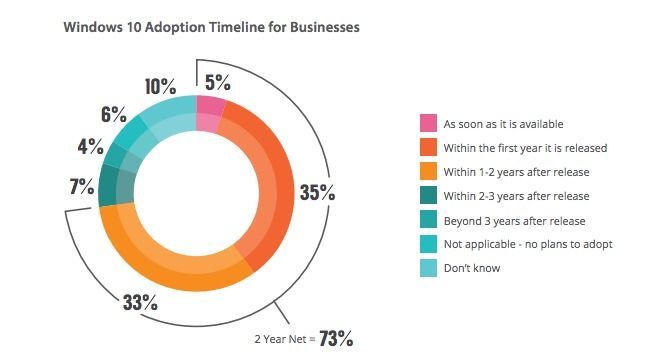 Windows 10 Adoption Timeline for Businesses
10%
5%
6%
4%
7%
35%
33%
2 Year Net = 73%
As soon as it is available
Within the first year it is released
Within 1-2 years after release
Within 2-3 years after release
Beyond 3 years after release
Not applicable - no plans to adopt
Don't know